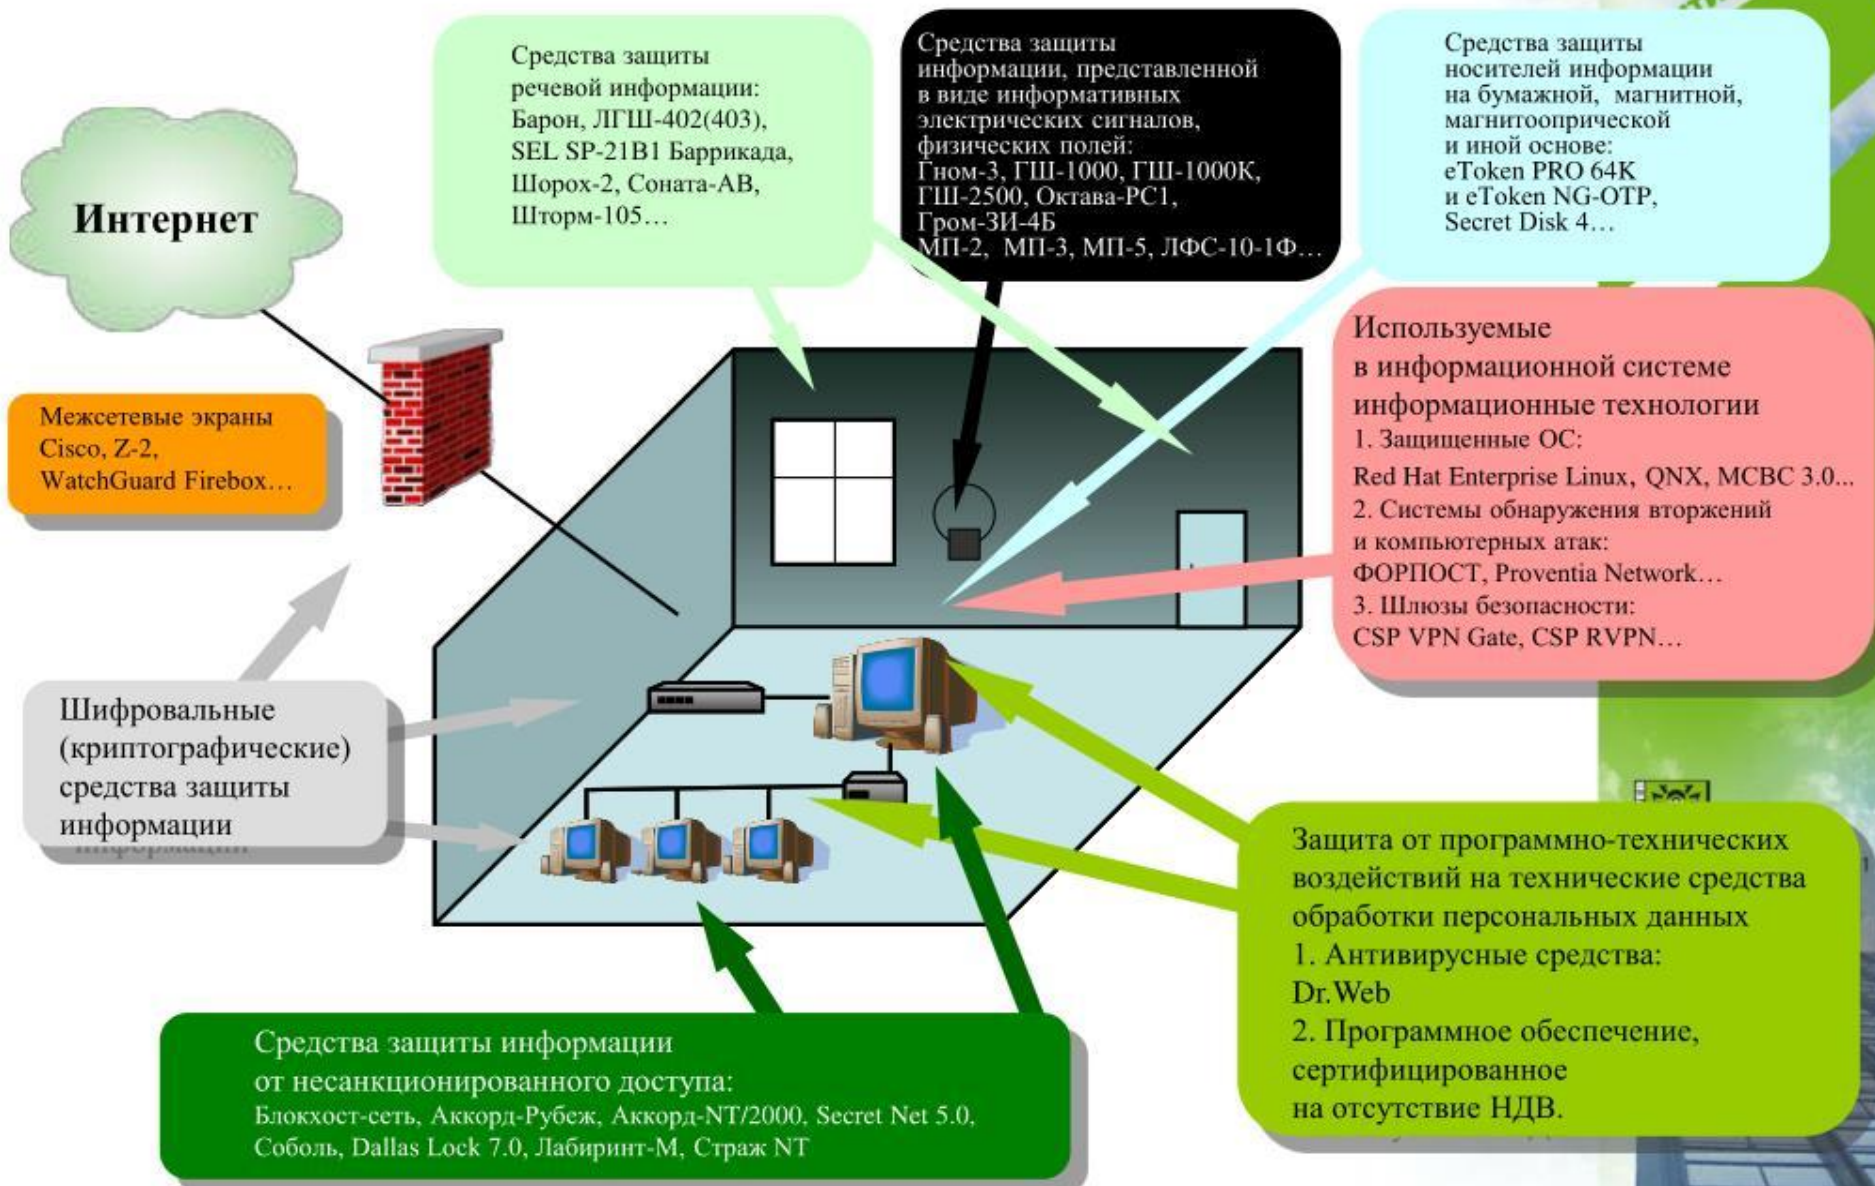 Средства защиты
речевой информации:
Барон, ЛГШ-402(403),
SEL SP-21B1 Баррикада,
Шорох-2, Соната-АВ,
Шторм-105…
Средства защиты
информации, представленной
в виде информативных
электрических сигналов,
физических полей:
Гном-3, ГШ-1000, ГШ-1000К,
ГШ-2500, Октава-РС1,
Гром-ЗИ-4Б
МП-2, МП-3, МП-5, ЛФС-10-1Ф…
Средства защиты
носителей информации
на бумажной, магнитной,
магнитоопрической
и иной основе:
eToken PRO 64K
и eToken NG-OTP,
Secret Disk 4…
Интернет
Межсетевые экраны
Cisco, Z-2,
WatchGuard Firebox…
Используемые
в информационной системе
информационные технологии
1. Защищенные ОС:
Red Hat Enterprise Linux, QNX, МСВС 3.0...
2. Системы обнаружения вторжений
и компьютерных атак:
ФОРПОСТ, Proventia Network…
3. Шлюзы безопасности:
CSP VPN Gate, CSP RVPN…
Шифровальные
(криптографические)
средства защиты
информации
Защита от программно-технических
воздействий на технические средства
обработки персональных данных
1. Антивирусные средства:
Dr.Web
2. Программное обеспечение,
сертифицированное
на отсутствие НДВ.
Средства защиты информации
от несанкционированного доступа:
Блокхост-сеть, Аккорд-Рубеж, Аккорд-NT/2000, Secret Net 5.0,
Соболь, Dallas Lock 7.0, Лабиринт-М, Страж NT